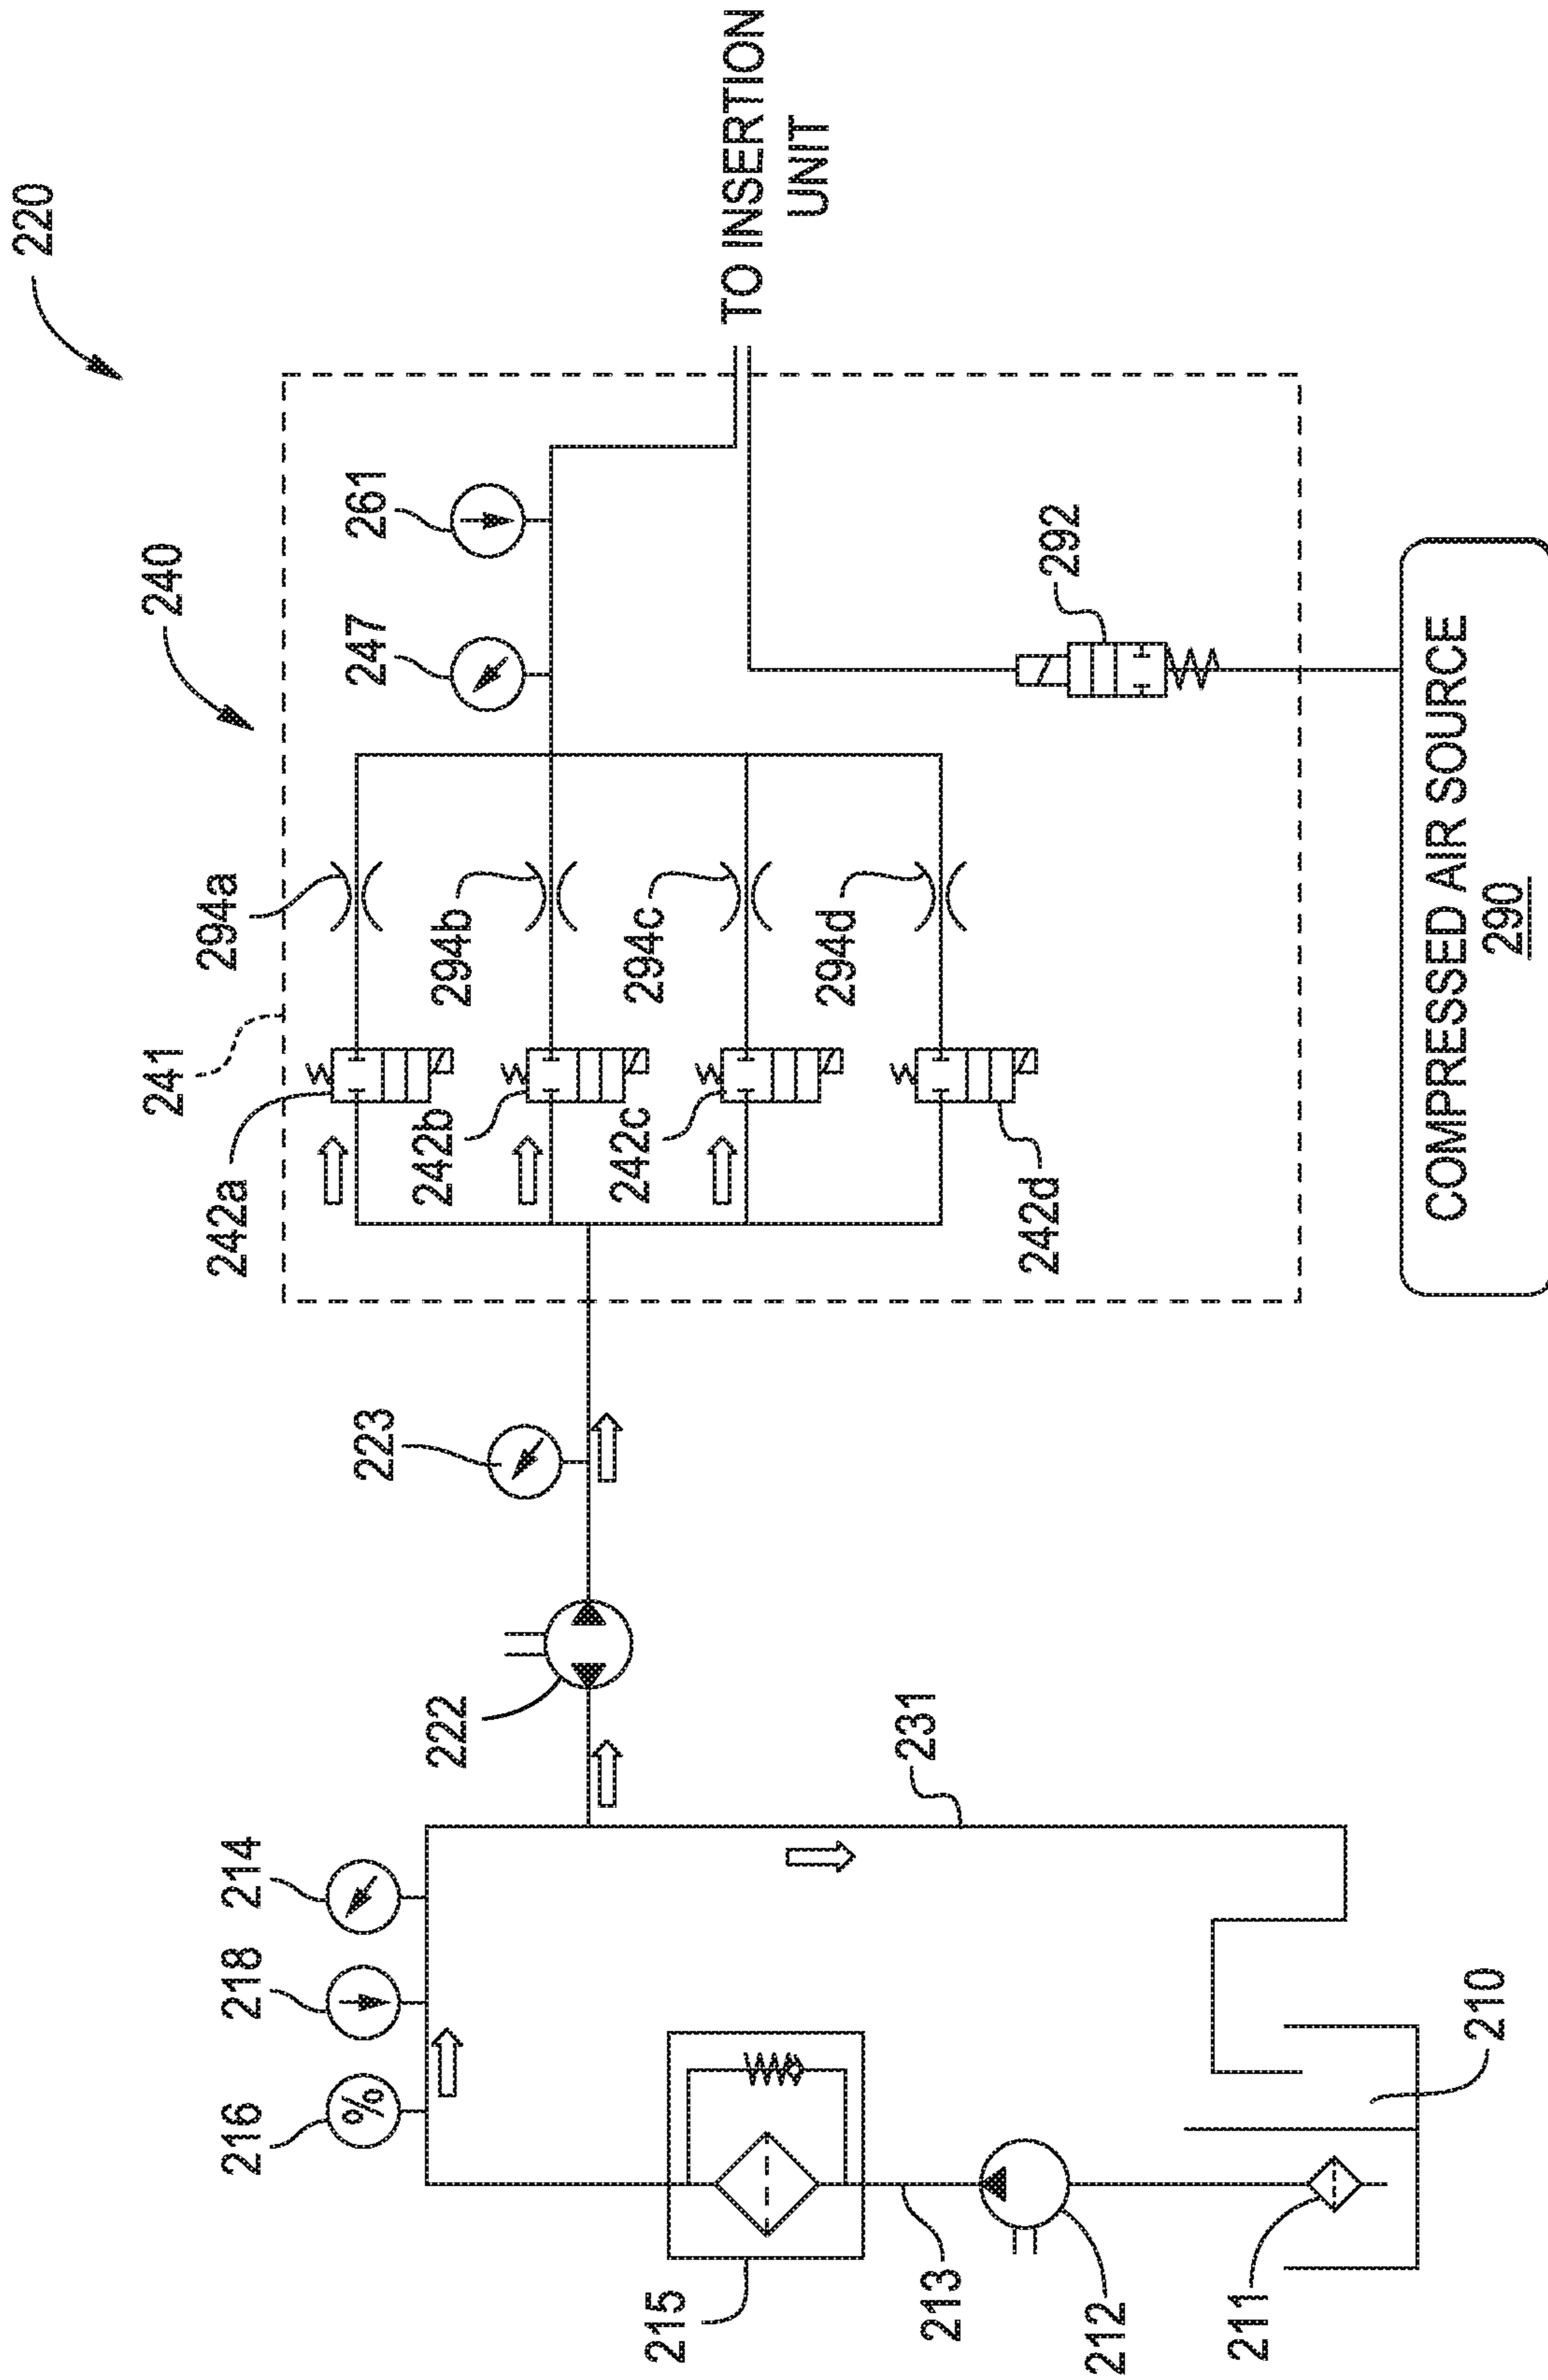 220
240
241
261
247
TO INSERTION
UNIT
294a
294b
294c
294d
242a
242b
242c
242d
292
223
222
231
214
218
216
%
215
213
212
211
210
COMPRESSED AIR SOURCE
290